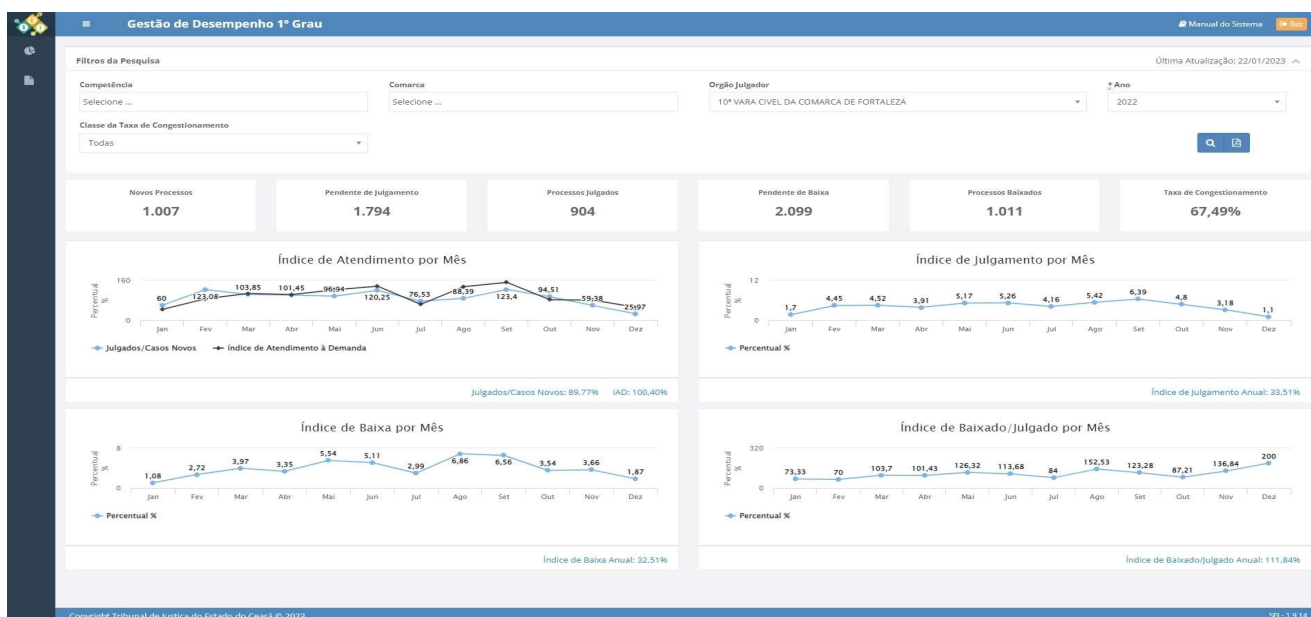 Gestão de Desempenho 1º Grau
Manual do Sistema
Sair
Filtros da Pesquisa
Última Atualização: 22/01/2023
Competência
Comarca
Orgão Julgador
* Ano
Selecione ...
Selecione ...
10ª VARA CIVEL DA COMARCA DE FORTALEZA
2022
Classe da Taxa de Congestionamento
Todas
Novos Processos
Pendente de Julgamento
Processos Julgados
Pendente de Baixa
Processos Baixados
Taxa de Congestionamento
1.007
1.794
904
2.099
1.011
67,49%
Índice de Atendimento por Mês
Percentual %
160
0
60 123,08 103,85 101,45 96,94 120,25 76,53 88,39 123,4 94,51 59,38 25,97
Jan Fev Mar Abr Mai Jun Jul Ago Set Out Nov Dez
Julgados/Casos Novos índice de Atendimento à Demanda
Julgados/Casos Novos: 89,77% IAD: 100,40%
Índice de Julgamento por Mês
Percentual %
12
0
1,7 4,45 4,52 3,91 5,17 5,26 4,16 5,42 6,39 4,8 3,18 1,1
Jan Fev Mar Abr Mai Jun Jul Ago Set Out Nov Dez
Percentual %
Índice de Julgamento Anual: 33,51%
Índice de Baixa por Mês
Percentual %
8
0
1,08 2,72 3,97 3,35 5,54 5,11 2,99 6,86 6,56 3,54 3,66 1,87
Jan Fev Mar Abr Mai Jun Jul Ago Set Out Nov Dez
Percentual %
Índice de Baixa Anual: 32,51%
Índice de Baixado/Julgado por Mês
Percentual %
320
0
73,33 70 103,7 101,43 126,32 113,68 84 152,53 123,28 87,21 136,84 200
Jan Fev Mar Abr Mai Jun Jul Ago Set Out Nov Dez
Percentual %
Índice de Baixado/Julgado Anual: 111,84%
Copyright Tribunal de Justiça do Estado do Ceará © 2023
SEI - 1.9.14